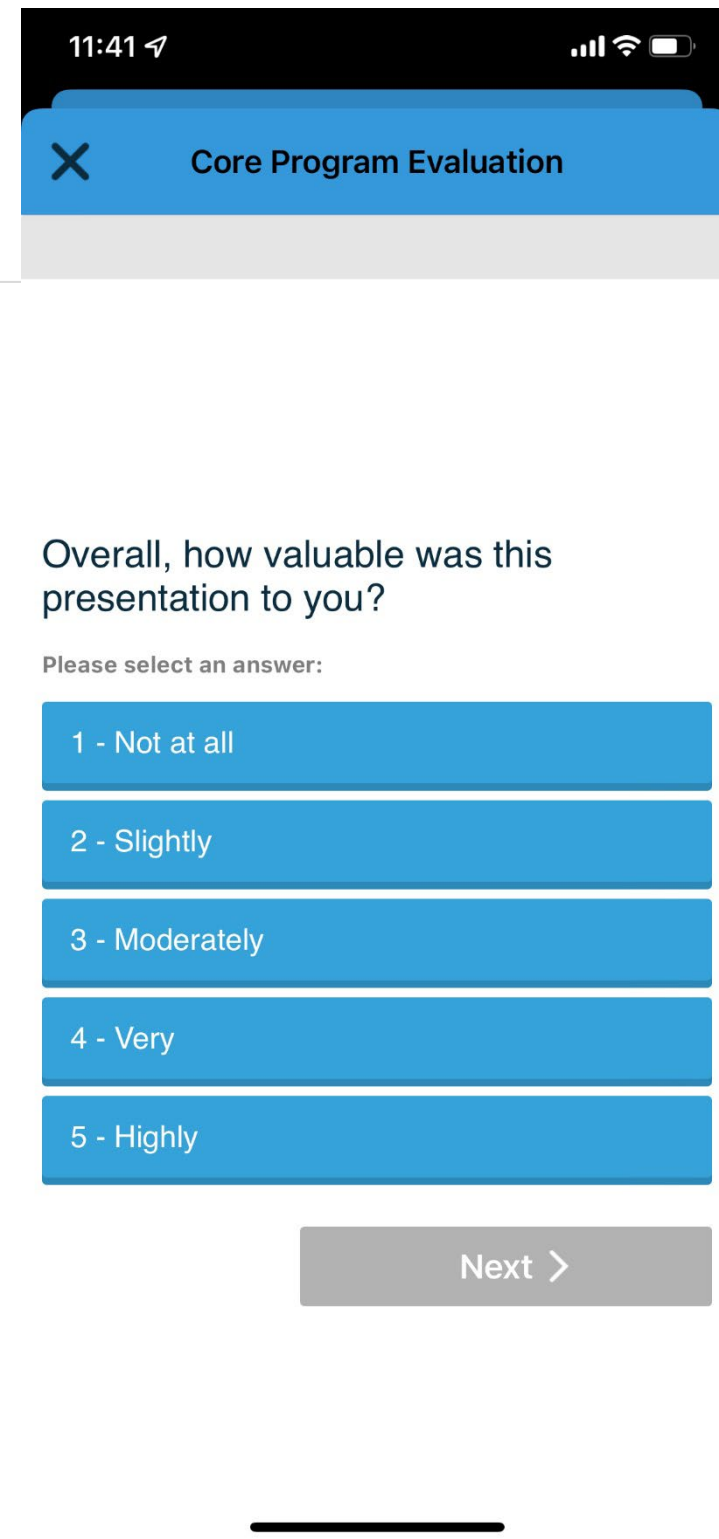 11:41
Core Program Evaluation
Overall, how valuable was this
presentation to you?
Please select an answer:
1 - Not at all
2 - Slightly
3 - Moderately
4 - Very
5 - Highly
Next